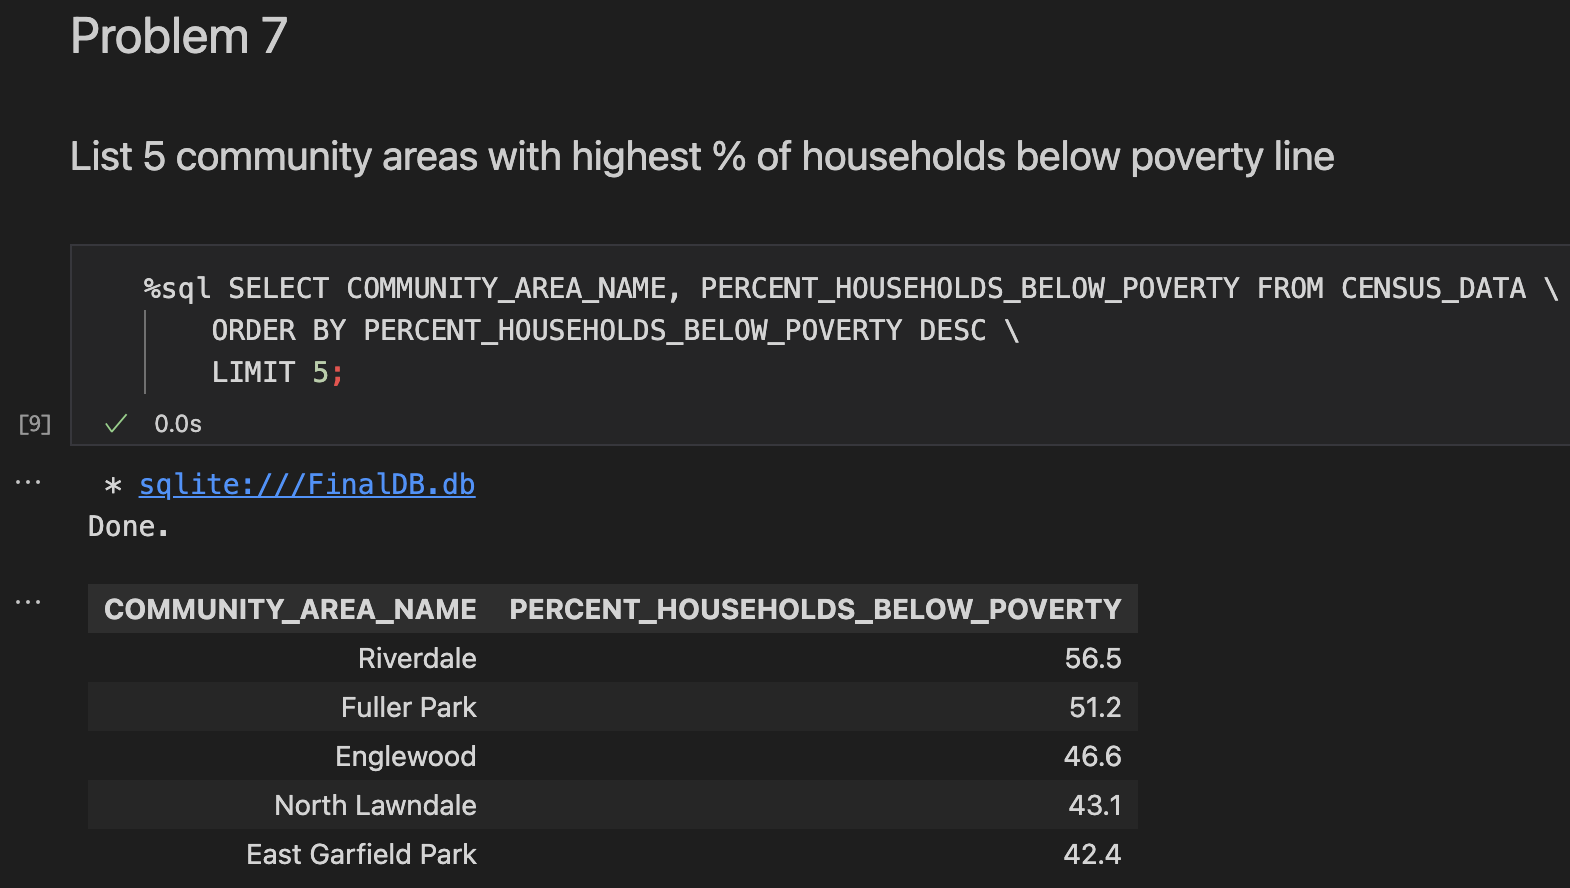 Problem 7
List 5 community areas with highest % of households below poverty line
%sql SELECT COMMUNITY_AREA_NAME, PERCENT_HOUSEHOLDS_BELOW_POVERTY FROM CENSUS_DATA \
ORDER BY PERCENT_HOUSEHOLDS_BELOW_POVERTY DESC \
LIMIT 5;
[9] ✓ 0.0s
... * sqlite:///FinalDB.db
Done.
... COMMUNITY_AREA_NAME PERCENT_HOUSEHOLDS_BELOW_POVERTY
Riverdale 56.5
Fuller Park 51.2
Englewood 46.6
North Lawndale 43.1
East Garfield Park 42.4